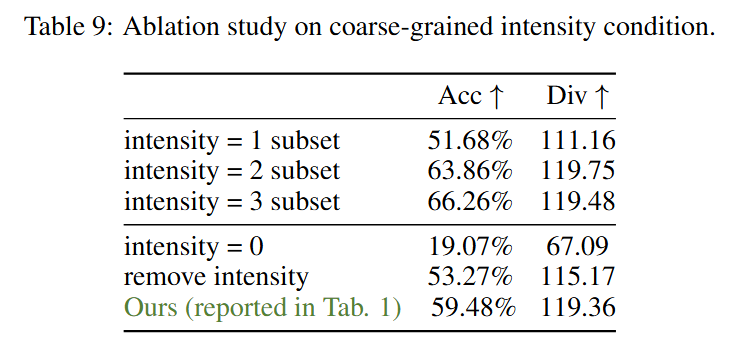 Table 9: Ablation study on coarse-grained intensity condition.
Acc ↑ Div ↑
intensity = 1 subset 51.68% 111.16
intensity = 2 subset 63.86% 119.75
intensity = 3 subset 66.26% 119.48
intensity = 0 19.07% 67.09
remove intensity 53.27% 115.17
Ours (reported in Tab. 1) 59.48% 119.36